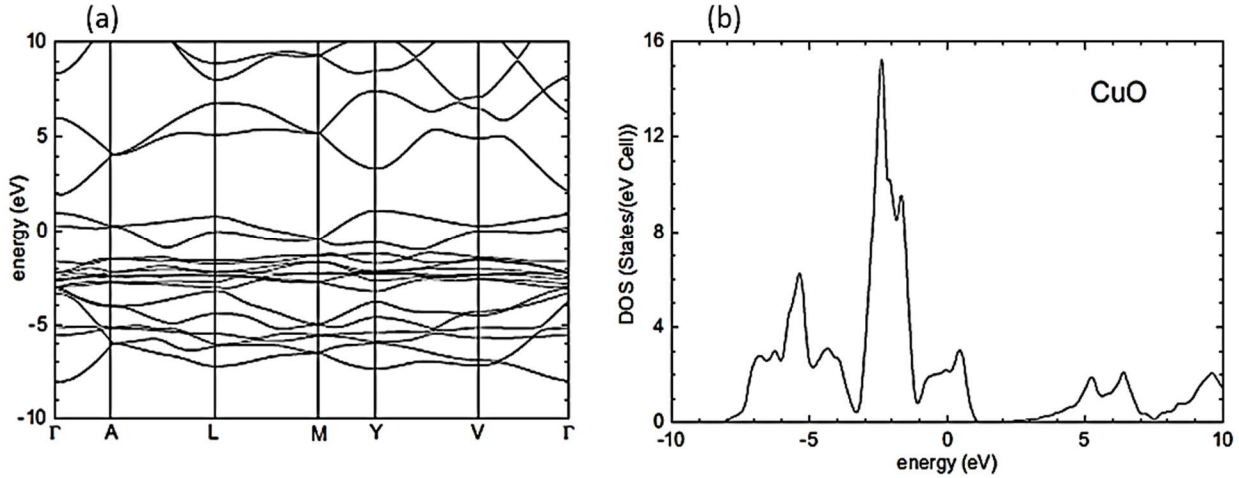 (a)
10
5
0
-5
-10
energy (eV)
Γ A L M Y V Γ
(b)
16
12
8
4
0
DOS (States/(eV Cell))
CuO
-10 -5 0 5 10
energy (eV)